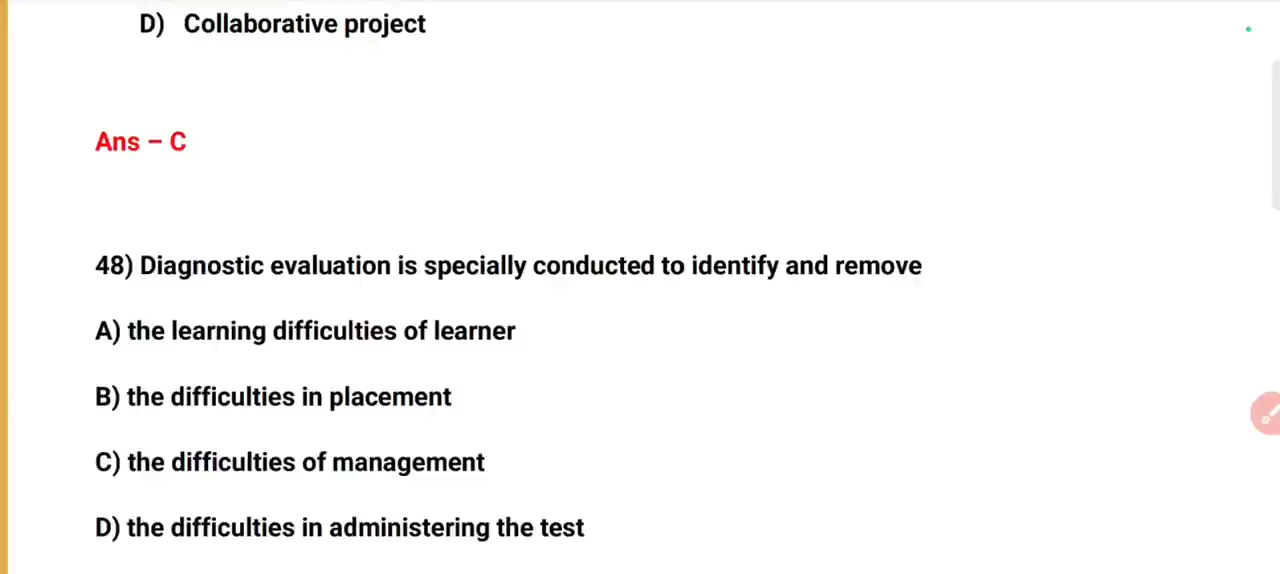 D) Collaborative project
Ans – C
48) Diagnostic evaluation is specially conducted to identify and remove
A) the learning difficulties of learner
B) the difficulties in placement
C) the difficulties of management
D) the difficulties in administering the test